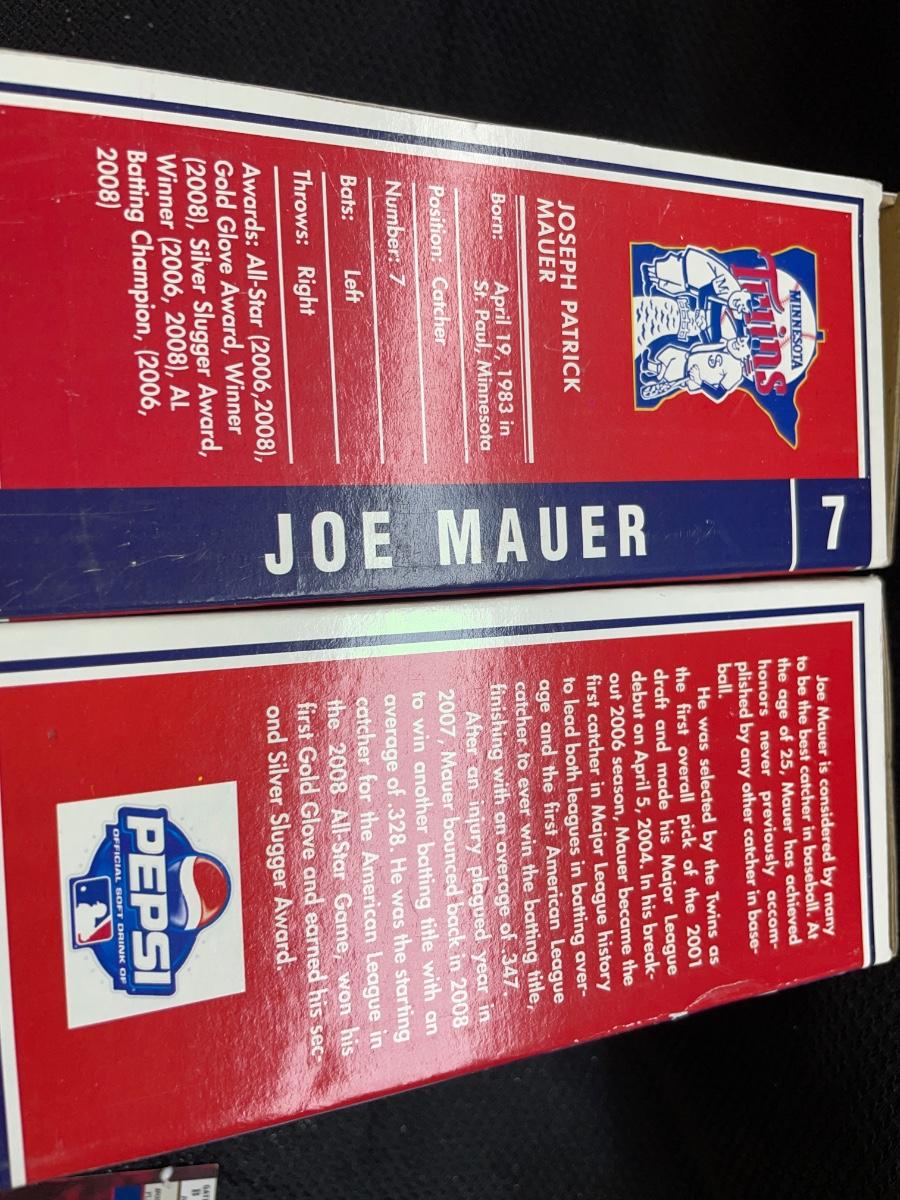 MINNESOTA
Twins
JOSEPH PATRICK
MAUER
Born: April 19, 1983 in
St. Paul, Minnesota
Position: Catcher
Number: 7
Bats: Left
Throws: Right
Awards: All-Star (2006,2008),
Gold Glove Award, Winner
(2008), Silver Slugger Award,
Winner (2006, 2008), AL
Batting Champion, (2006,
2008)
7
JOE MAUER
Joe Mauer is considered by many
to be the best catcher in baseball. At
the age of 25, Mauer has achieved
honors never previously accom-
plished by any other catcher in base-
ball.
He was selected by the Twins as
the first overall pick of the 2001
draft and made his Major League
debut on April 5, 2004. In his break-
out 2006 season, Mauer became the
first catcher in Major League history
to lead both leagues in batting aver-
age and the first American League
catcher to ever win the batting title,
finishing with an average of .347
After an injury plagued year in
2007, Mauer bounced back in 2008
to win another batting title with an
average of .328. He was the starting
catcher for the American League in
the 2008 All-Star Game, won his
first Gold Glove and earned his sec-
ond Silver Slugger Award.
PEPSI
OFFICIAL SOFT DRINK OF